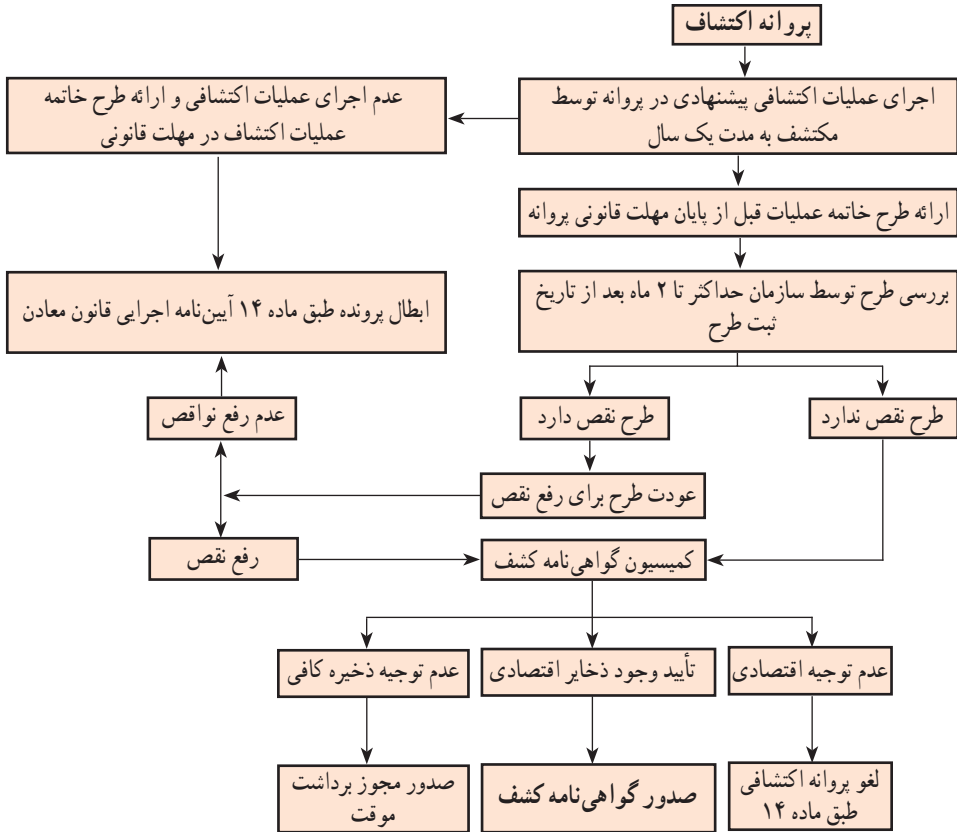 پروانه اکتشاف
اجرای عملیات اکتشافی پیشنهادی در پروانه توسط
مکتشف به مدت یک سال
عدم اجرای عملیات اکتشافی و ارائه طرح خاتمه
عملیات اکتشاف در مهلت قانونی
ارائه طرح خاتمه عملیات قبل از پایان مهلت قانونی پروانه
بررسی طرح توسط سازمان حداکثر تا ۲ ماه بعد از تاریخ
ثبت طرح
ابطال پرونده طبق ماده ۱۴ آیین‌نامه اجرایی قانون معادن
طرح نقص ندارد
طرح نقص دارد
عدم رفع نواقص
عودت طرح برای رفع نقص
کمیسیون گواهی‌نامه کشف
رفع نقص
عدم توجیه اقتصادی
تأیید وجود ذخایر اقتصادی
عدم توجیه ذخیره کافی
لغو پروانه اکتشافی
طبق ماده ۱۴
صدور گواهی‌نامه کشف
صدور مجوز برداشت
موقت